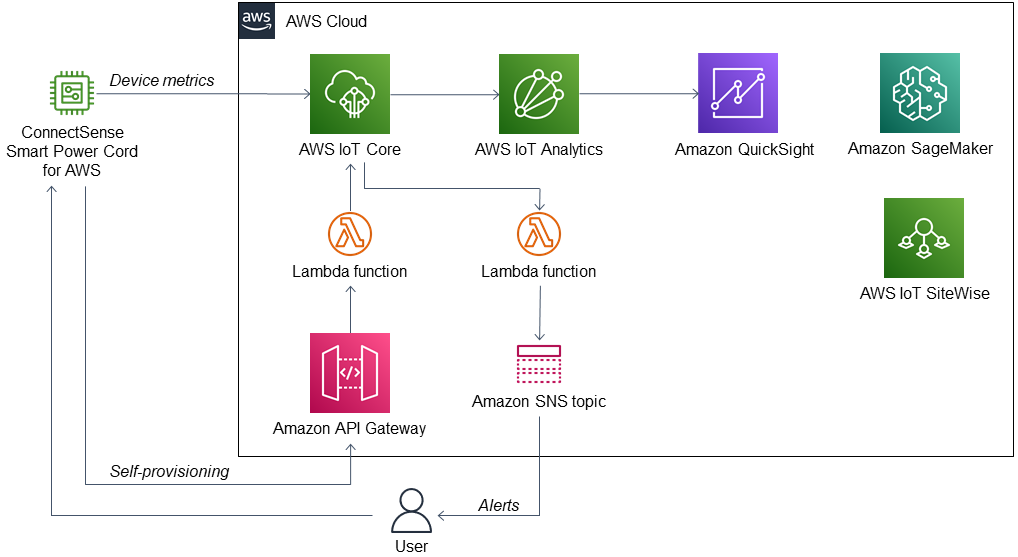 aws
AWS Cloud
Device metrics
ConnectSense
Smart Power Cord
for AWS
AWS IoT Core
AWS IoT Analytics
Amazon QuickSight
Amazon SageMaker
Lambda function
Lambda function
AWS IoT SiteWise
</>
Amazon API Gateway
Amazon SNS topic
Self-provisioning
Alerts
User